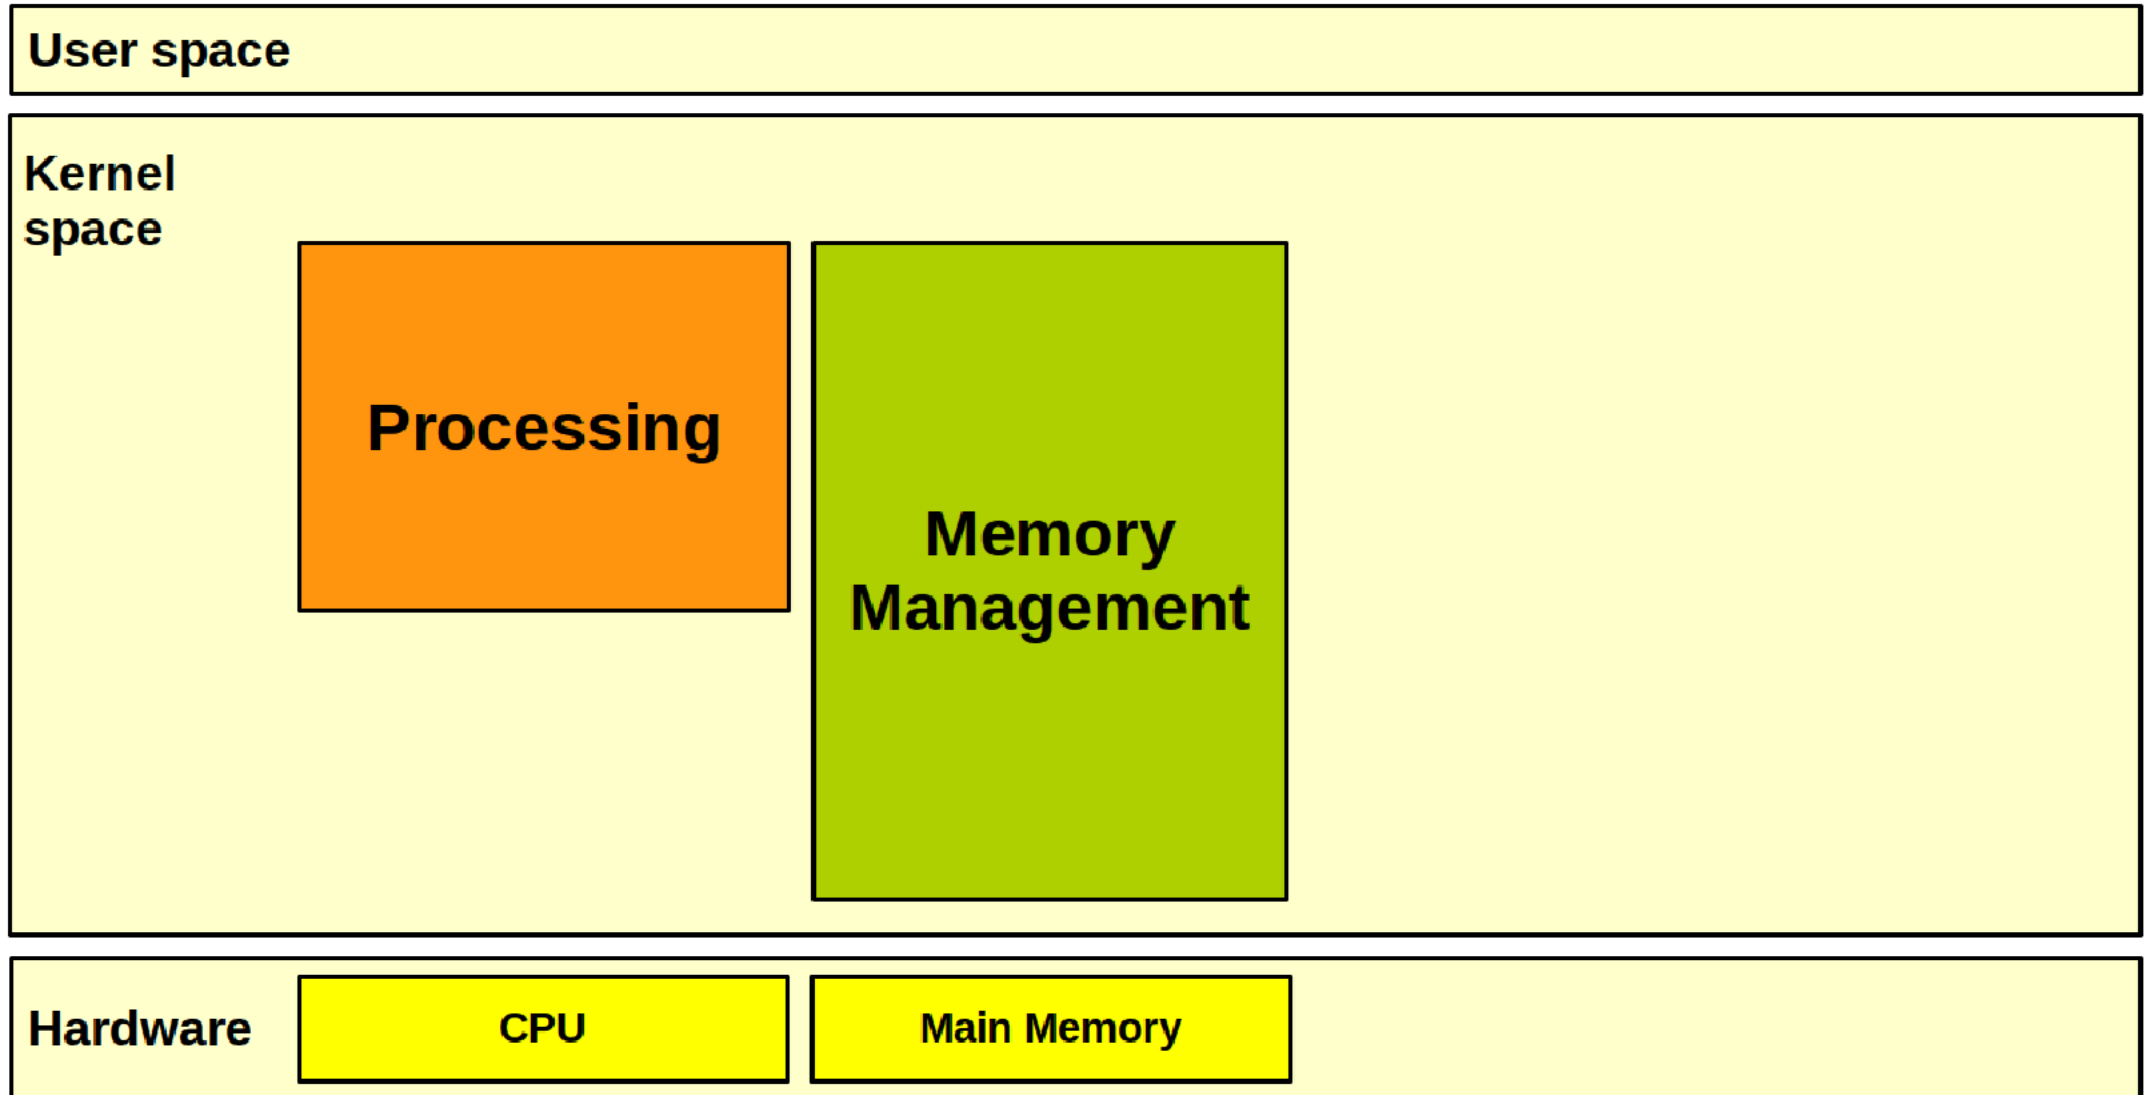 User space
Kernel
space
Processing
Memory
Management
Hardware
CPU
Main Memory